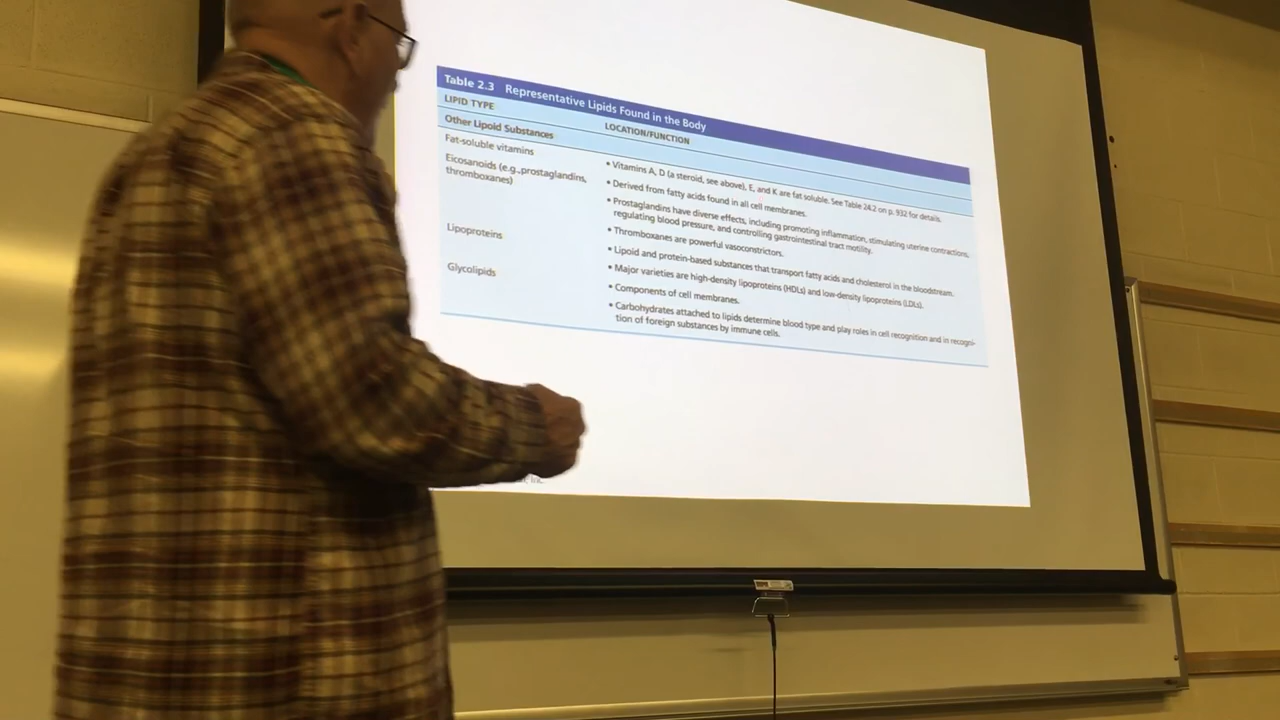 Table 2.3 Representative Lipids Found in the Body
LIPID TYPE
LOCATION/FUNCTION
Other Lipoid Substances
Fat-soluble vitamins
• Vitamins A, D (a steroid, see above), E, and K are fat soluble. See Table 24.2 on p. 932 for details.
Eicosanoids (e.g.,prostaglandins,
thromboxanes)
• Derived from fatty acids found in all cell membranes.
• Prostaglandins have diverse effects, including promoting inflammation, stimulating uterine contractions,
regulating blood pressure, and controlling gastrointestinal tract motility.
• Thromboxanes are powerful vasoconstrictors.
Lipoproteins
• Lipoid and protein-based substances that transport fatty acids and cholesterol in the bloodstream.
• Major varieties are high-density lipoproteins (HDLs) and low-density lipoproteins (LDLs).
Glycolipids
• Components of cell membranes.
• Carbohydrates attached to lipids determine blood type and play roles in cell recognition and in recogni-
tion of foreign substances by immune cells.